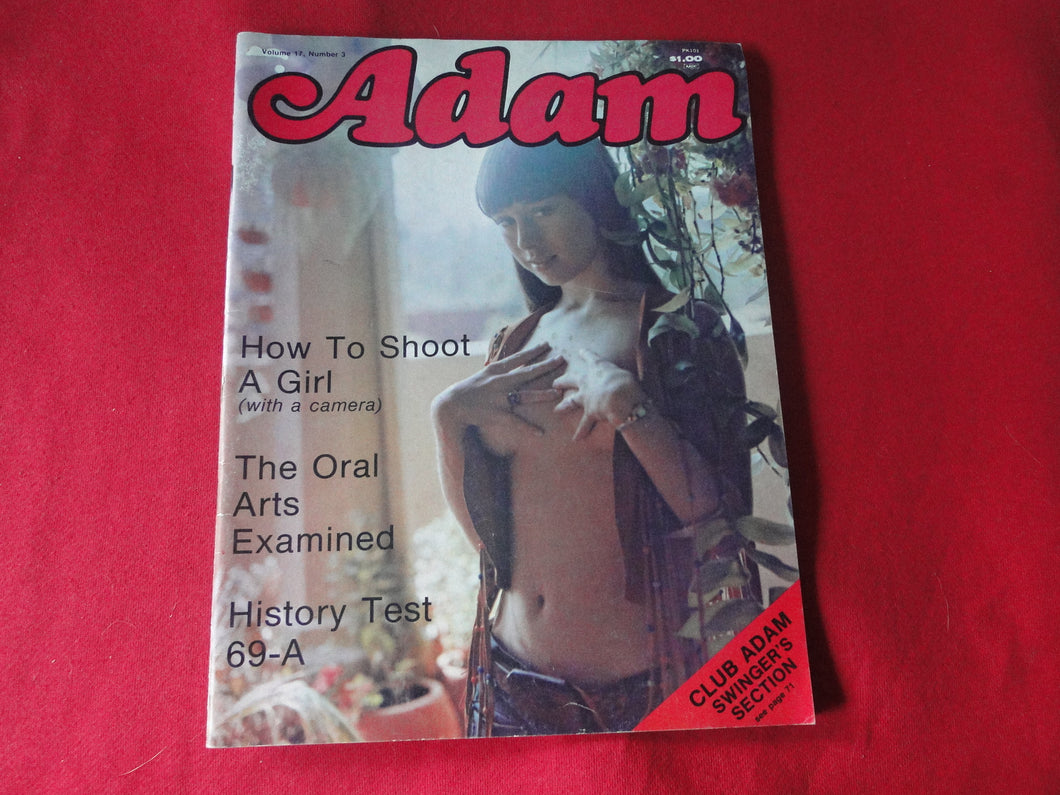 Volume 17, Number 3
PK101
$1.00
Adam
How To Shoot
A Girl
(with a camera)
The Oral
Arts
Examined
History Test
69-A
CLUB ADAM
SWINGER'S
SECTION
see page 71